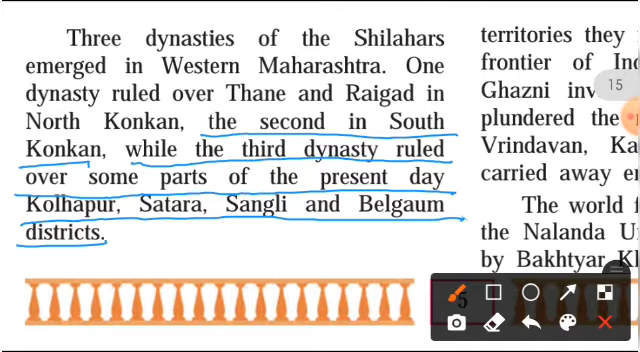 Three dynasties of the Shilahars
emerged in Western Maharashtra. One
dynasty ruled over Thane and Raigad in
North Konkan, the second in South
Konkan, while the third dynasty ruled
over some parts of the present day
Kolhapur, Satara, Sangli and Belgaum
districts.
territories they
frontier of
Ghazni
15
plundered the
Vrindavan,
carried away
The world
the Nalanda
by Bakhtyar
5